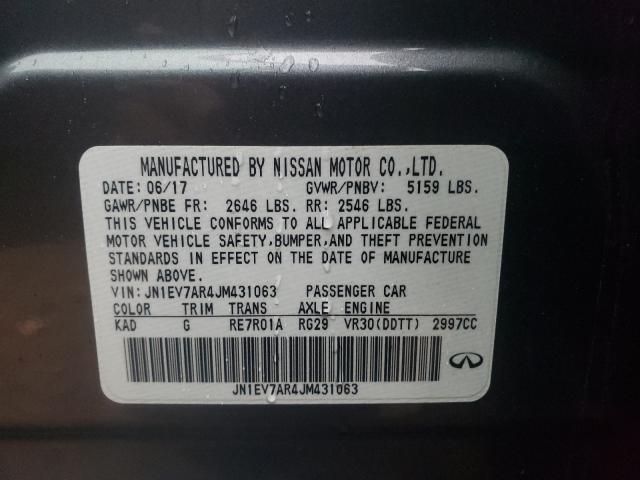 MANUFACTURED BY NISSAN MOTOR CO.,LTD.
DATE: 06/17 GVWR/PNBV: 5159 LBS.
GAWR/PNBE FR: 2646 LBS. RR: 2546 LBS.
THIS VEHICLE CONFORMS TO ALL APPLICABLE FEDERAL
MOTOR VEHICLE SAFETY,BUMPER,AND THEFT PREVENTION
STANDARDS IN EFFECT ON THE DATE OF MANUFACTURE
SHOWN ABOVE.
VIN:JN1EV7AR4JM431063 PASSENGER CAR
COLOR TRIM TRANS AXLE ENGINE
KAD G RE7R01A RG29 VR30(DDTT) 2997CC
JN1EV7AR4JM431063